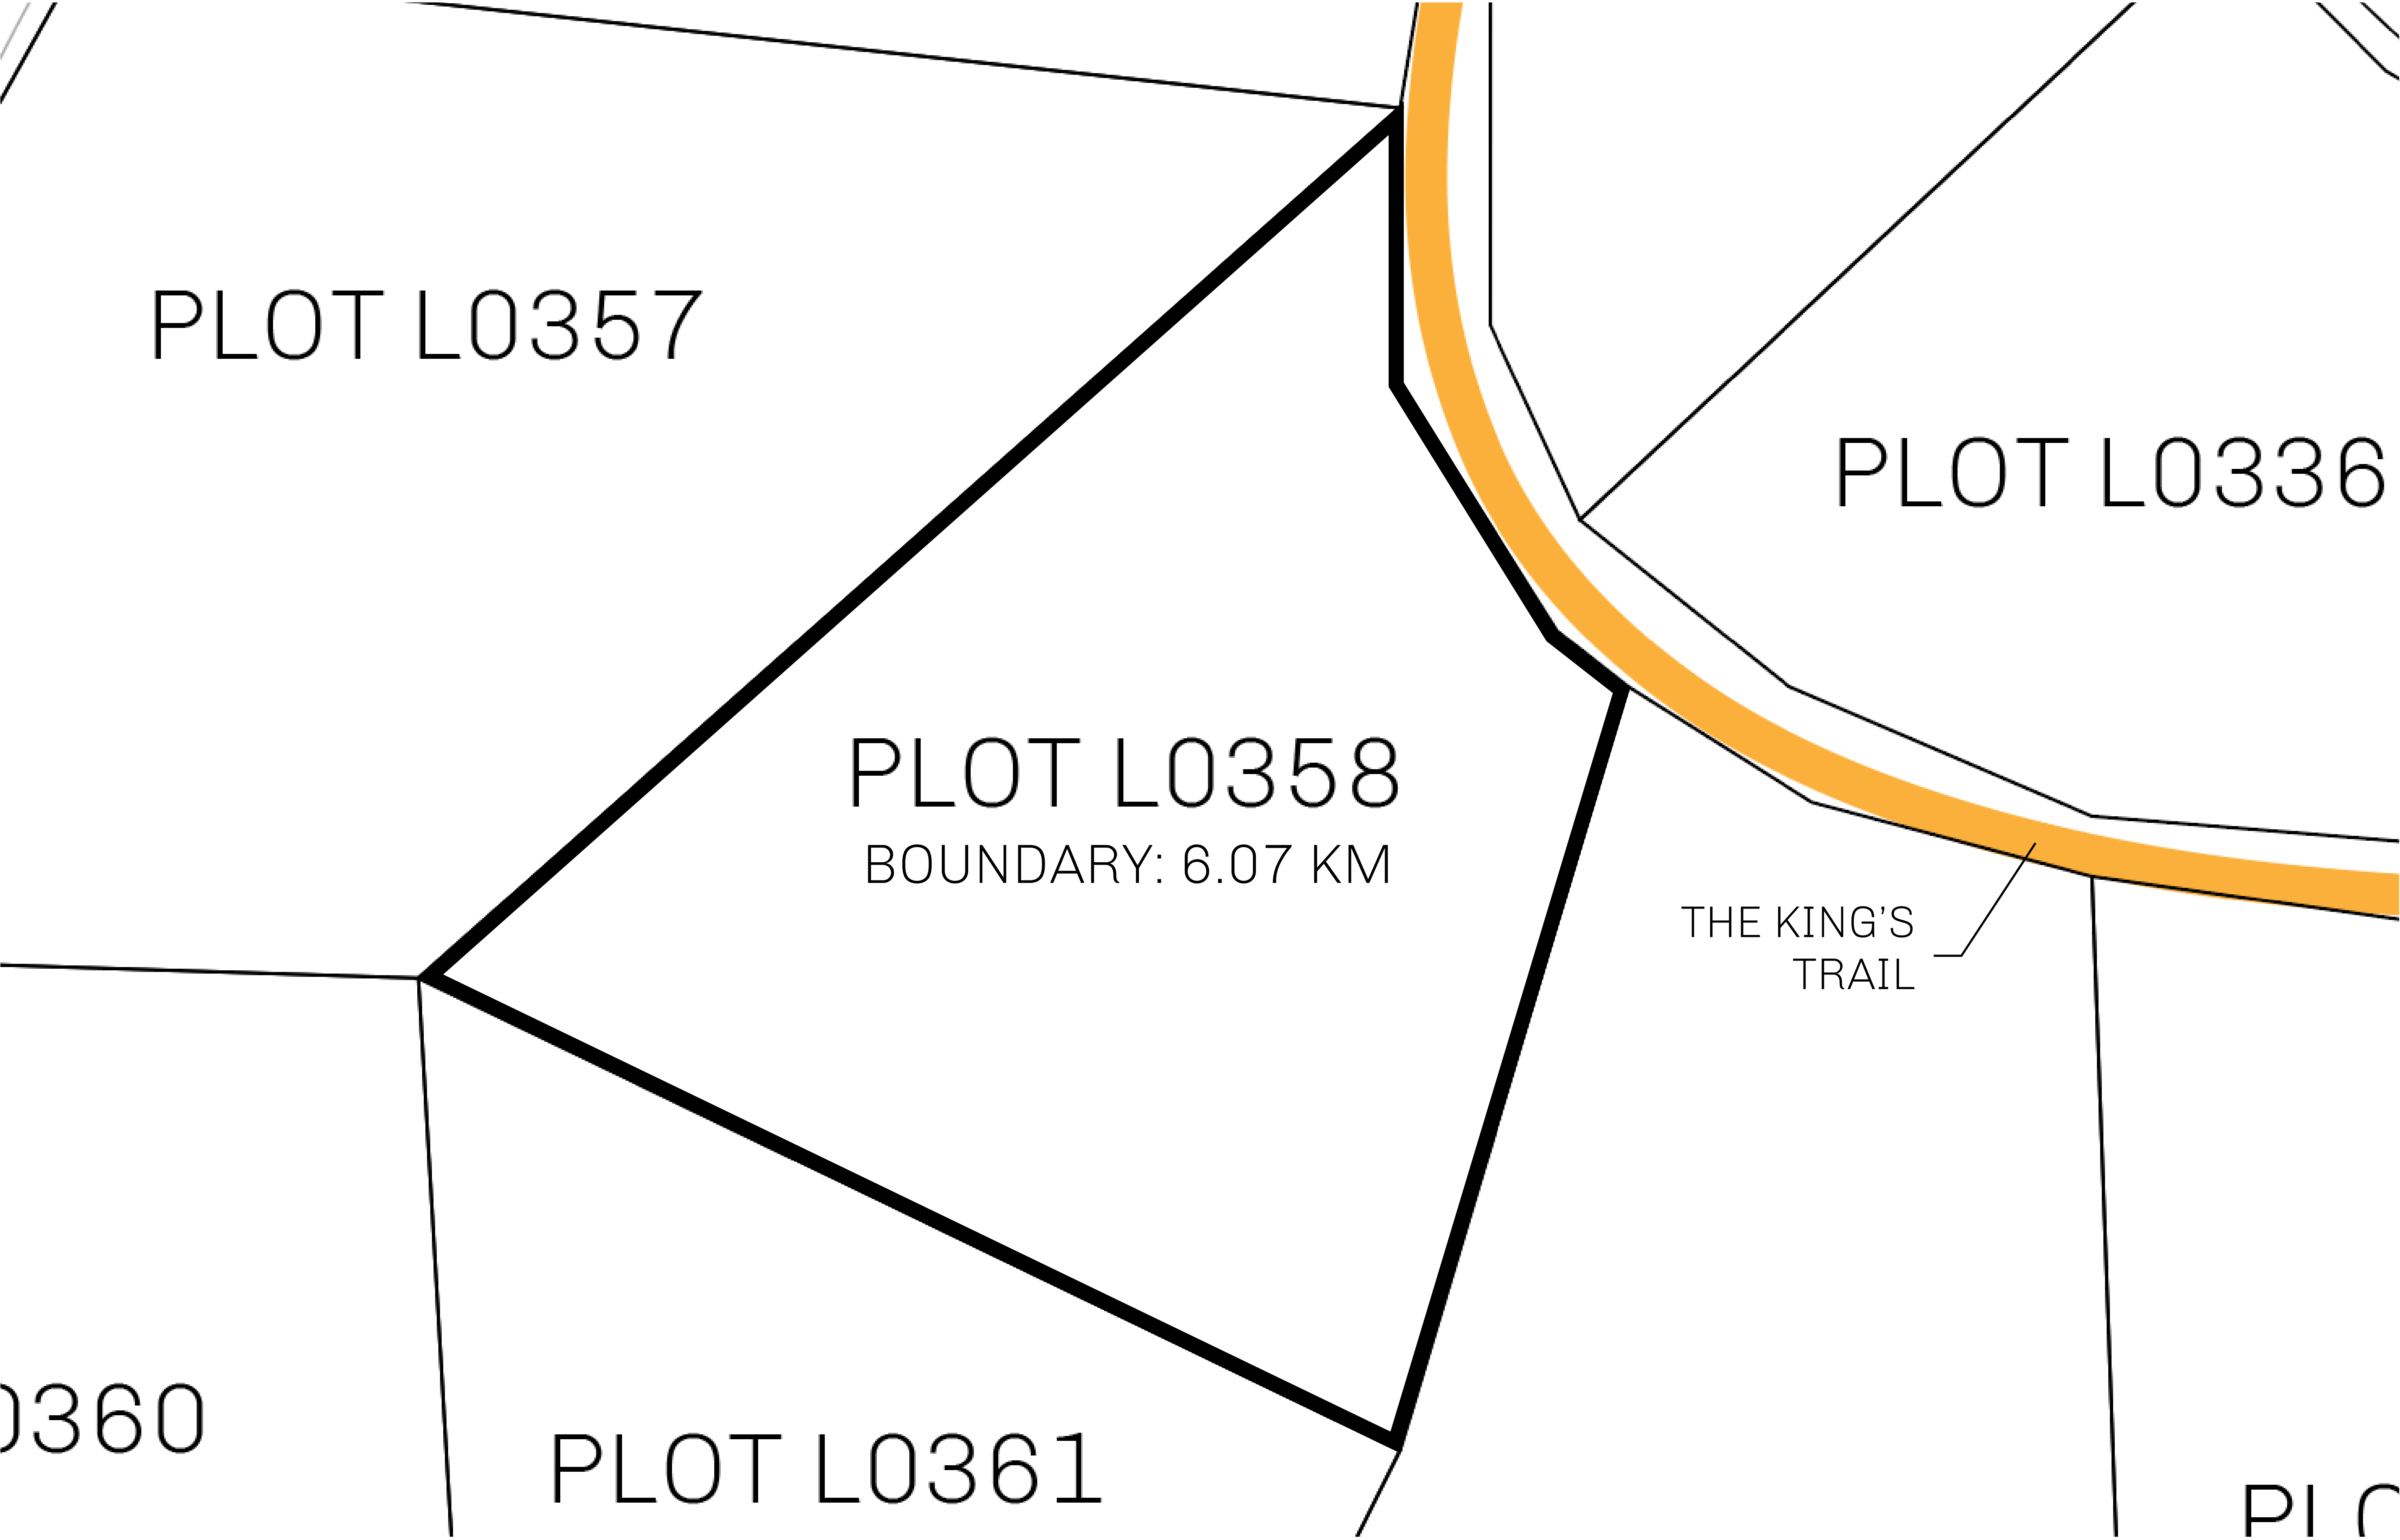 PLOT L0357
PLOT L0336
PLOT L0358
BOUNDARY: 6.07 KM
THE KING'S
TRAIL
0360
PLOT L0361